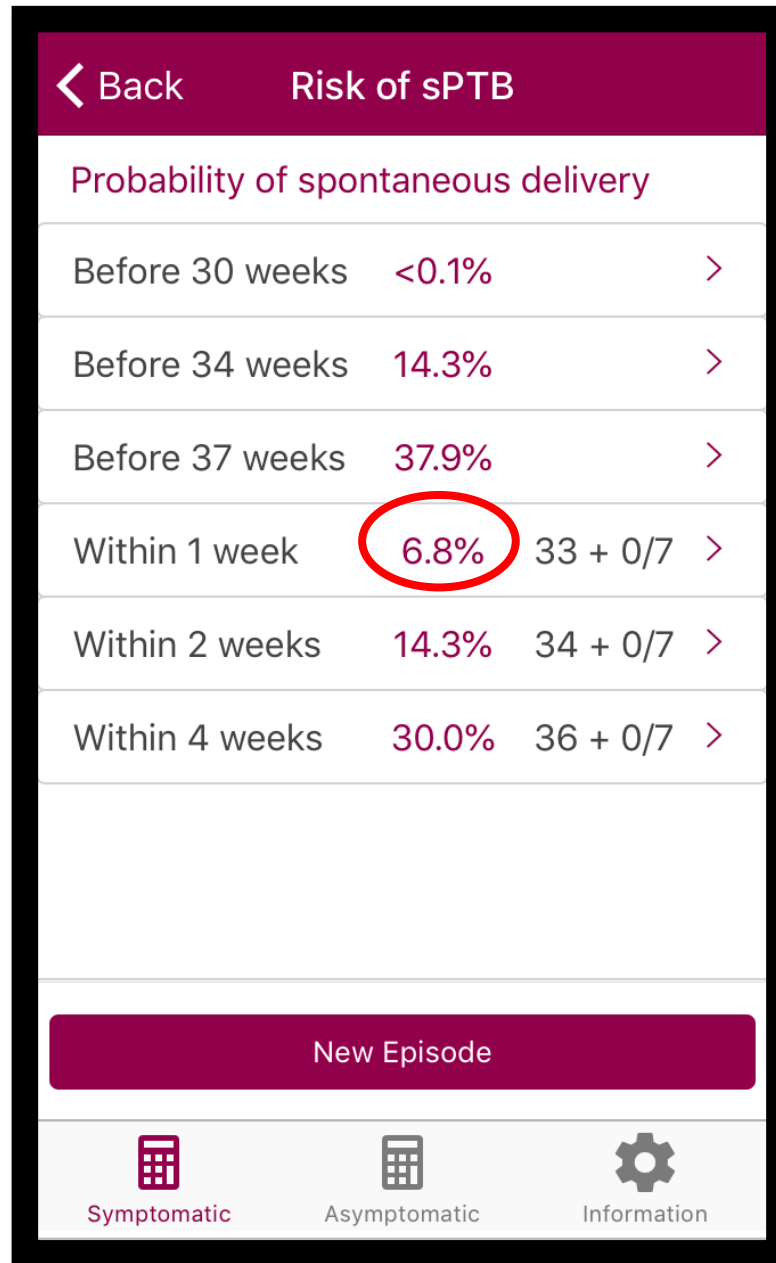 Back Risk of sPTB
Probability of spontaneous delivery
Before 30 weeks <0.1%
Before 34 weeks 14.3%
Before 37 weeks 37.9%
Within 1 week 6.8% 33 + 0/7
Within 2 weeks 14.3% 34 + 0/7
Within 4 weeks 30.0% 36 + 0/7
New Episode
Symptomatic Asymptomatic Information